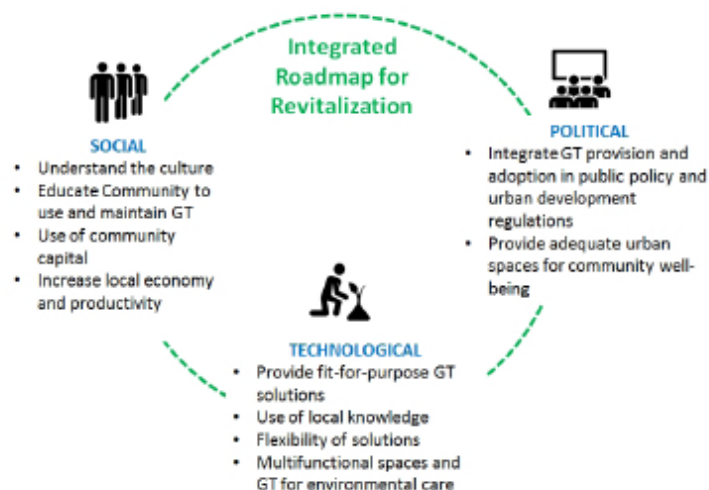 Integrated
Roadmap for
Revitalization
SOCIAL
• Understand the culture
• Educate Community to
use and maintain GT
• Use of community
capital
• Increase local economy
and productivity
POLITICAL
• Integrate GT provision and
adoption in public policy and
urban development
regulations
• Provide adequate urban
spaces for community well-
being
TECHNOLOGICAL
• Provide fit-for-purpose GT
solutions
• Use of local knowledge
• Flexibility of solutions
• Multifunctional spaces and
GT for environmental care